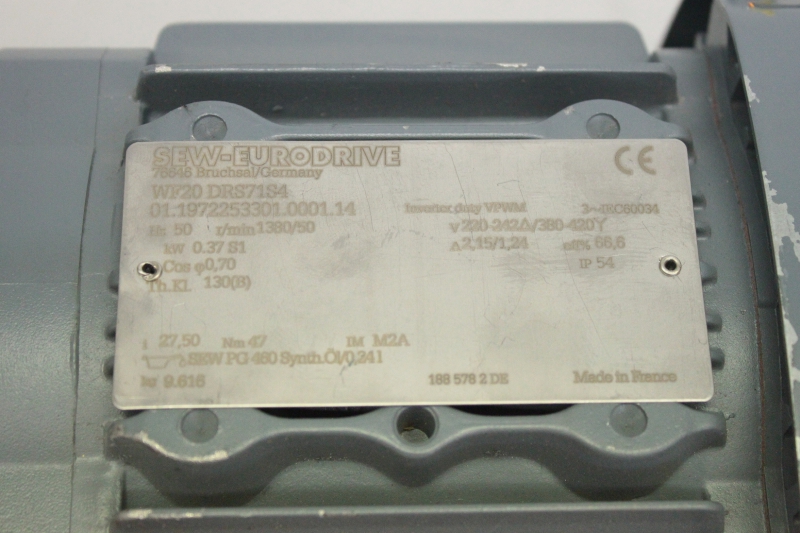 SEW-EURODRIVE
CE
76646 Bruchsal/Germany
WF20 DRS71S4
01.1972253301.0001.14 Inverter duty VPWM 3~IEC60034
Hz 50 r/min 1380/50 V 220-242Δ/380-420Y
kW 0.37 S1 A 2,15/1,24 eff% 66,6
Cos φ 0,70 IP 54
Th.Kl. 130(B)
i 27,50 Nm 47 IM M2A
SEW PG 460 Synth.Öl/0,24 l
kg 9.616 188 578 2 DE Made in France